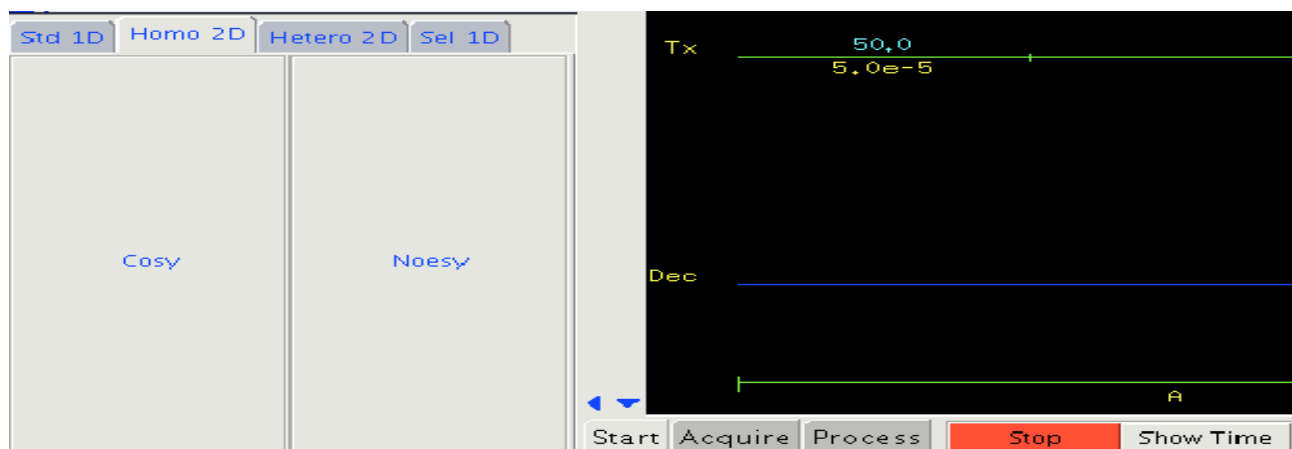 Std 1D Homo 2D Hetero 2D Sel 1D
Cosy Noesy
Tx
50.0
5.0e-5
Dec
A
Start Acquire Process Stop Show Time